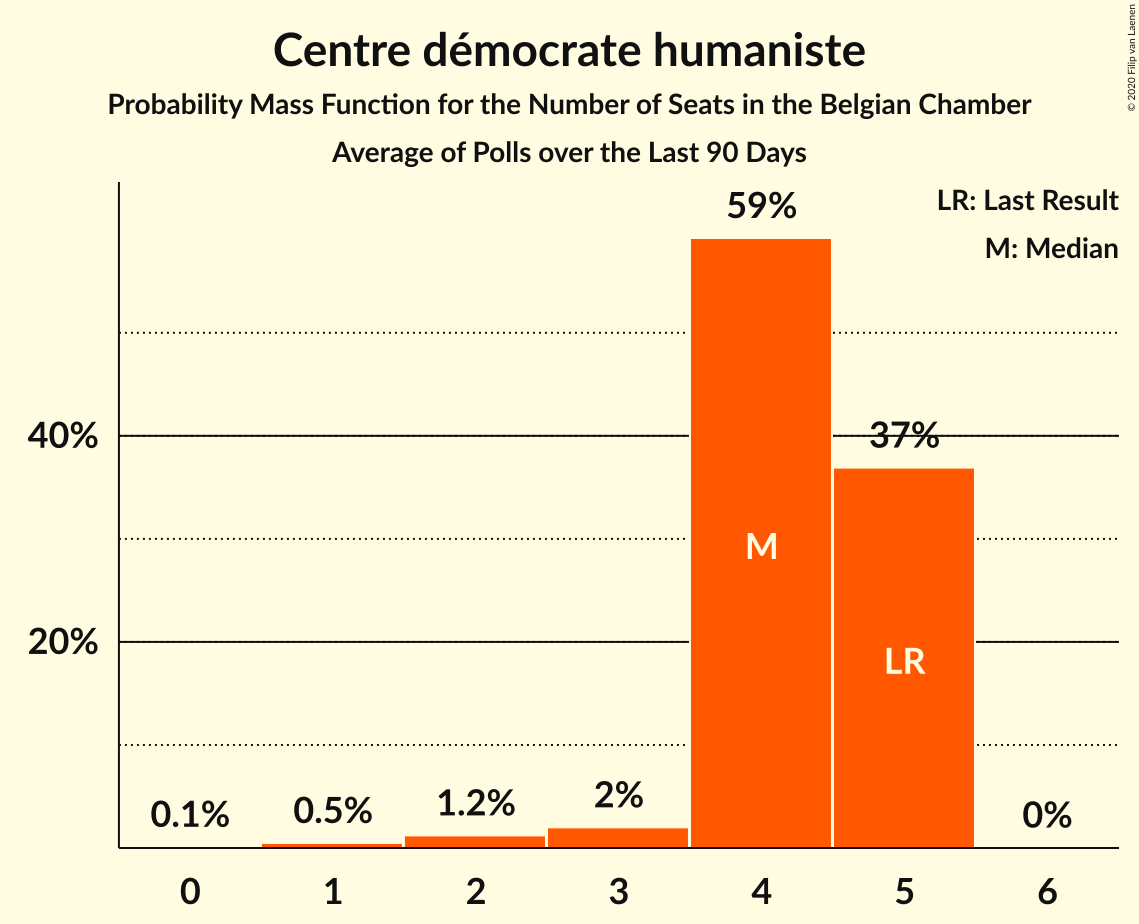 Centre démocrate humaniste
Probability Mass Function for the Number of Seats in the Belgian Chamber
Average of Polls over the Last 90 Days
© 2020 Filip van Laenen
LR: Last Result
M: Median
59%
40%
37%
M
20%
LR
0.1%
0.5%
1.2%
2%
0%
0 1 2 3 4 5 6